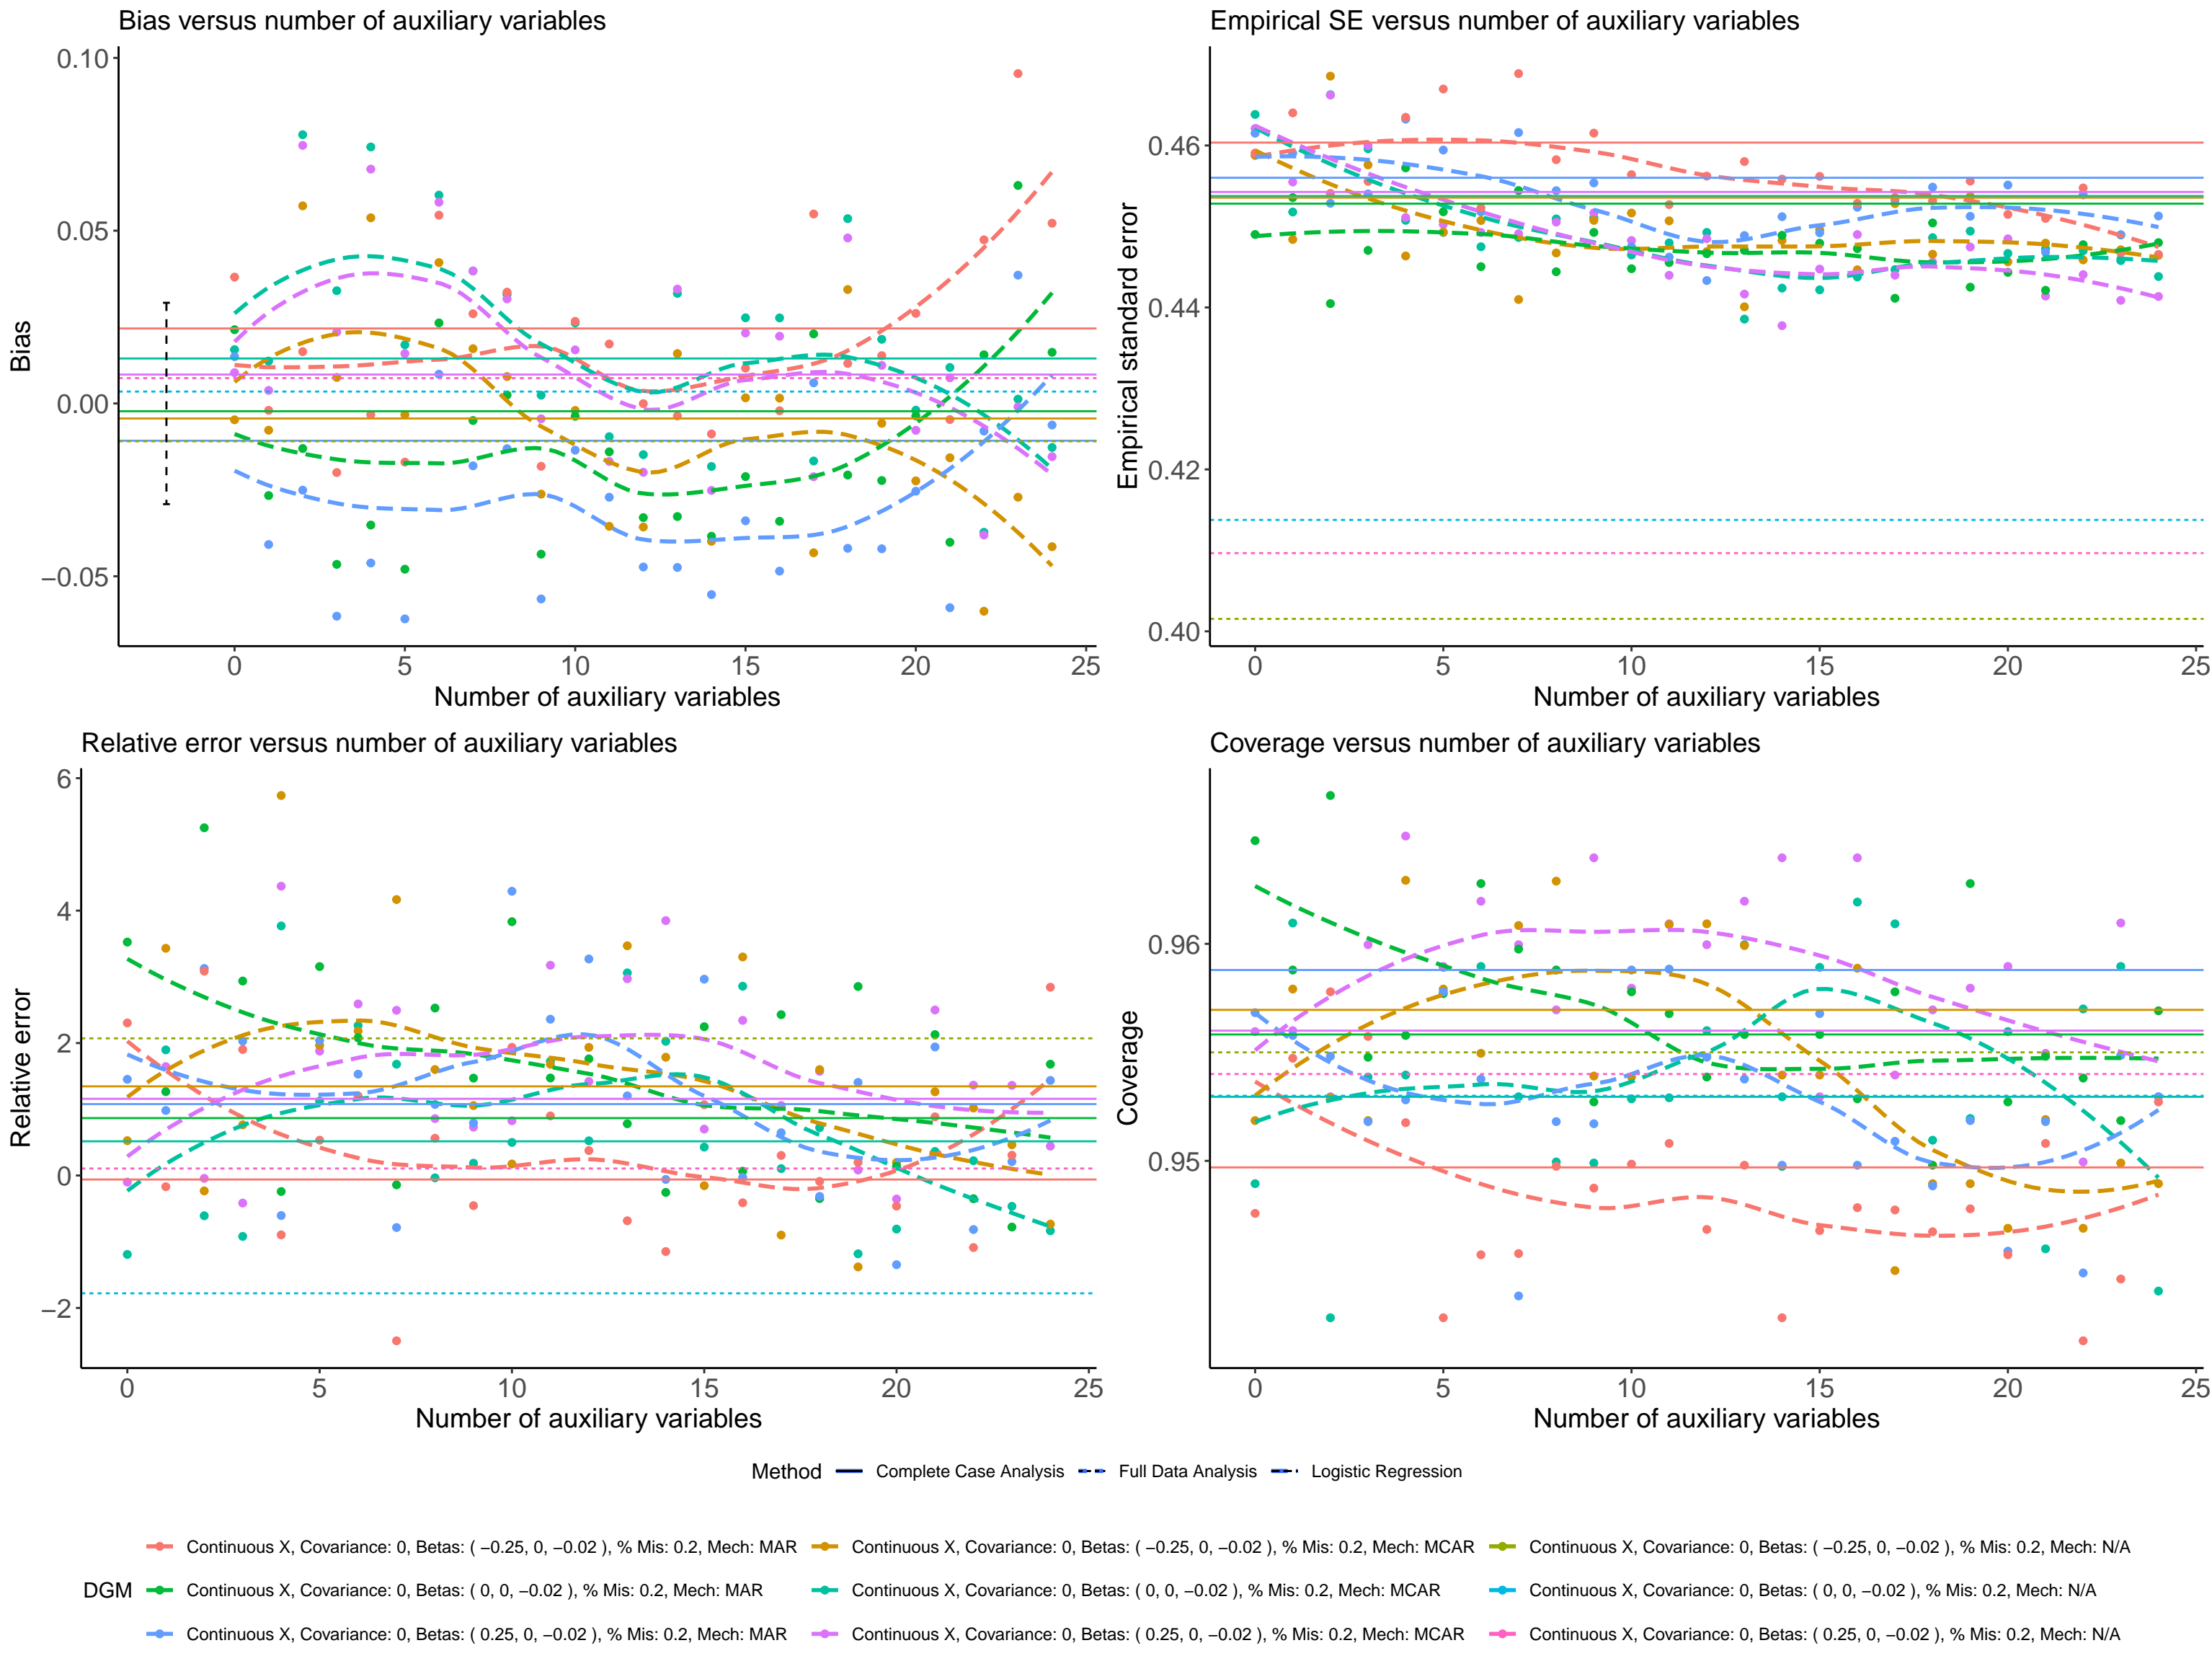 Bias versus number of auxiliary variables
0.10
0.05
0.00
−0.05
Bias
0 5 10 15 20 25
Number of auxiliary variables
Empirical SE versus number of auxiliary variables
0.46
0.44
0.42
0.40
Empirical standard error
0 5 10 15 20 25
Number of auxiliary variables
Relative error versus number of auxiliary variables
6
4
2
0
−2
Relative error
0 5 10 15 20 25
Number of auxiliary variables
Coverage versus number of auxiliary variables
0.96
0.95
Coverage
0 5 10 15 20 25
Number of auxiliary variables
Method Complete Case Analysis Full Data Analysis Logistic Regression
Continuous X, Covariance: 0, Betas: ( −0.25, 0, −0.02 ), % Mis: 0.2, Mech: MAR Continuous X, Covariance: 0, Betas: ( −0.25, 0, −0.02 ), % Mis: 0.2, Mech: MCAR Continuous X, Covariance: 0, Betas: ( −0.25, 0, −0.02 ), % Mis: 0.2, Mech: N/A
DGM Continuous X, Covariance: 0, Betas: ( 0, 0, −0.02 ), % Mis: 0.2, Mech: MAR Continuous X, Covariance: 0, Betas: ( 0, 0, −0.02 ), % Mis: 0.2, Mech: MCAR Continuous X, Covariance: 0, Betas: ( 0, 0, −0.02 ), % Mis: 0.2, Mech: N/A
Continuous X, Covariance: 0, Betas: ( 0.25, 0, −0.02 ), % Mis: 0.2, Mech: MAR Continuous X, Covariance: 0, Betas: ( 0.25, 0, −0.02 ), % Mis: 0.2, Mech: MCAR Continuous X, Covariance: 0, Betas: ( 0.25, 0, −0.02 ), % Mis: 0.2, Mech: N/A